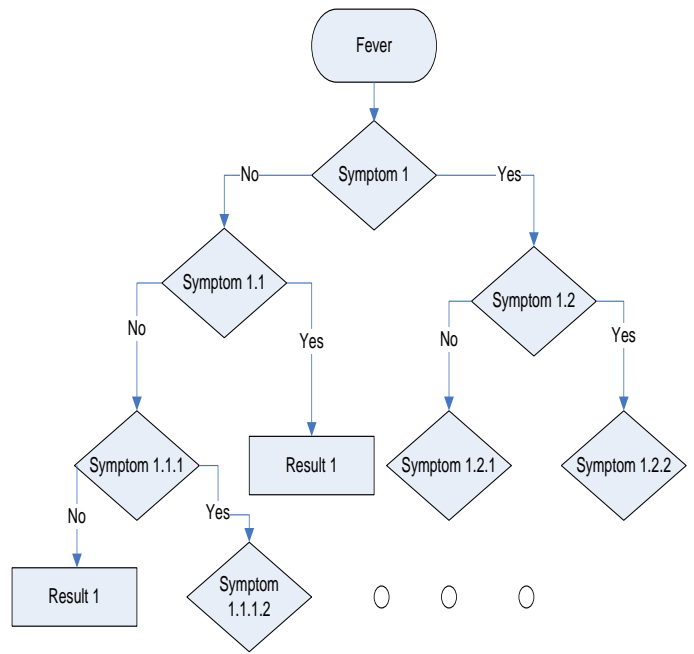 Fever
Symptom 1
No
Yes
Symptom 1.1
Symptom 1.2
No
Yes
No
Yes
Symptom 1.1.1
Result 1
Symptom 1.2.1
Symptom 1.2.2
No
Yes
Result 1
Symptom
1.1.1.2